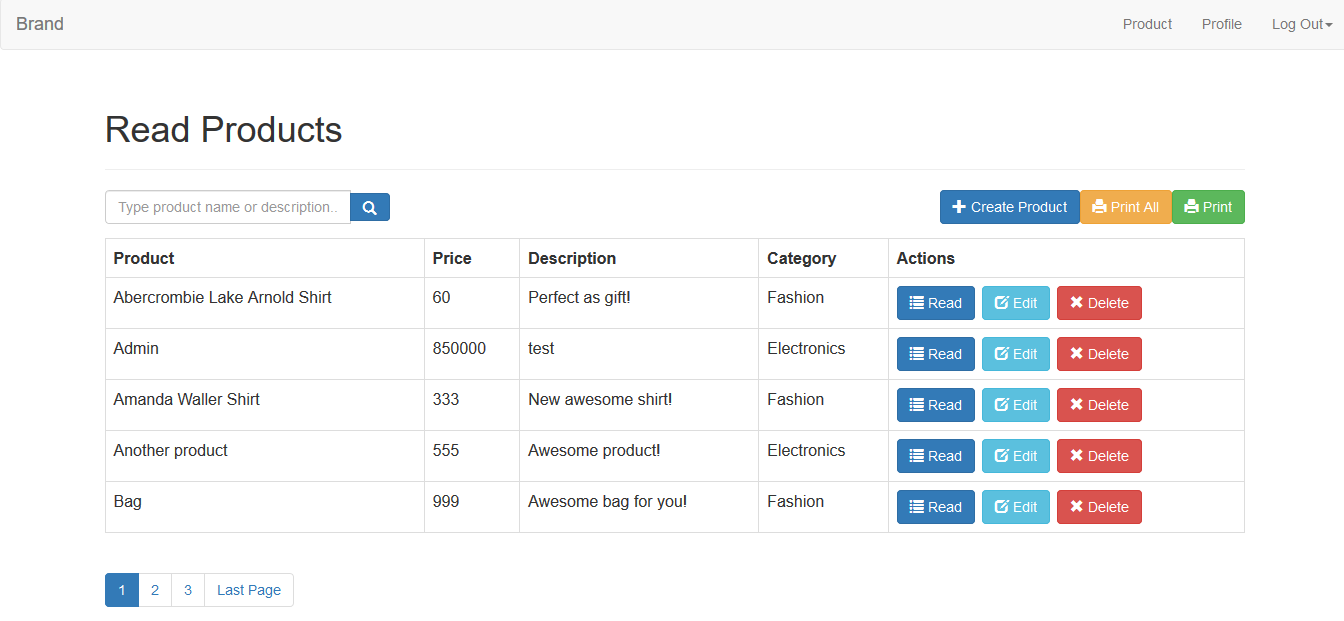 Brand Product Profile Log Out
Read Products
Type product name or description.. Create Product Print All Print
Product Price Description Category Actions
Abercrombie Lake Arnold Shirt 60 Perfect as gift! Fashion Read Edit Delete
Admin 850000 test Electronics Read Edit Delete
Amanda Waller Shirt 333 New awesome shirt! Fashion Read Edit Delete
Another product 555 Awesome product! Electronics Read Edit Delete
Bag 999 Awesome bag for you! Fashion Read Edit Delete
1 2 3 Last Page